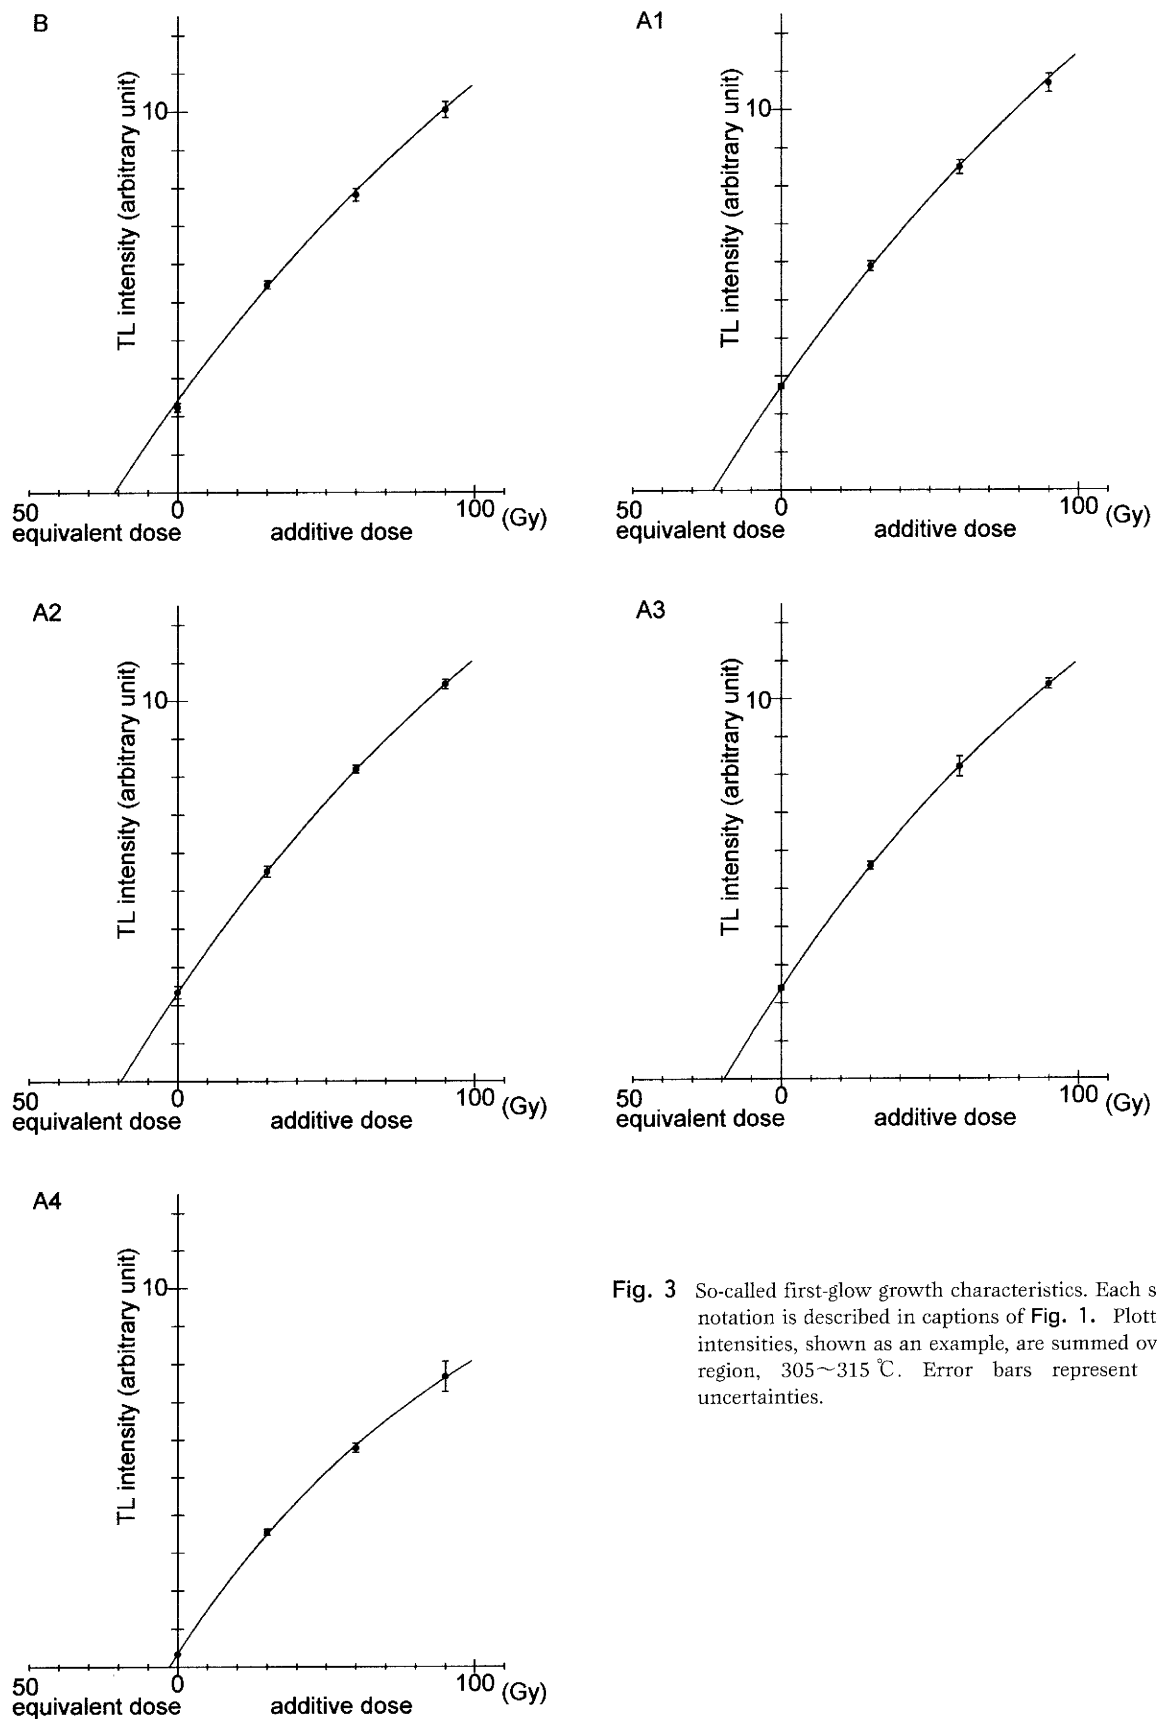 B
TL intensity (arbitrary unit)
10
50
0
100 (Gy)
equivalent dose
additive dose
A1
TL intensity (arbitrary unit)
10
50
0
100 (Gy)
equivalent dose
additive dose
A2
TL intensity (arbitrary unit)
10
50
0
100 (Gy)
equivalent dose
additive dose
A3
TL intensity (arbitrary unit)
10
50
0
100 (Gy)
equivalent dose
additive dose
A4
TL intensity (arbitrary unit)
10
50
0
100 (Gy)
equivalent dose
additive dose
Fig. 3 So-called first-glow growth characteristics. Each
notation is described in captions of Fig. 1.
intensities, shown as an example, are summed
region, 305~315 ℃. Error bars represent
uncertainties.